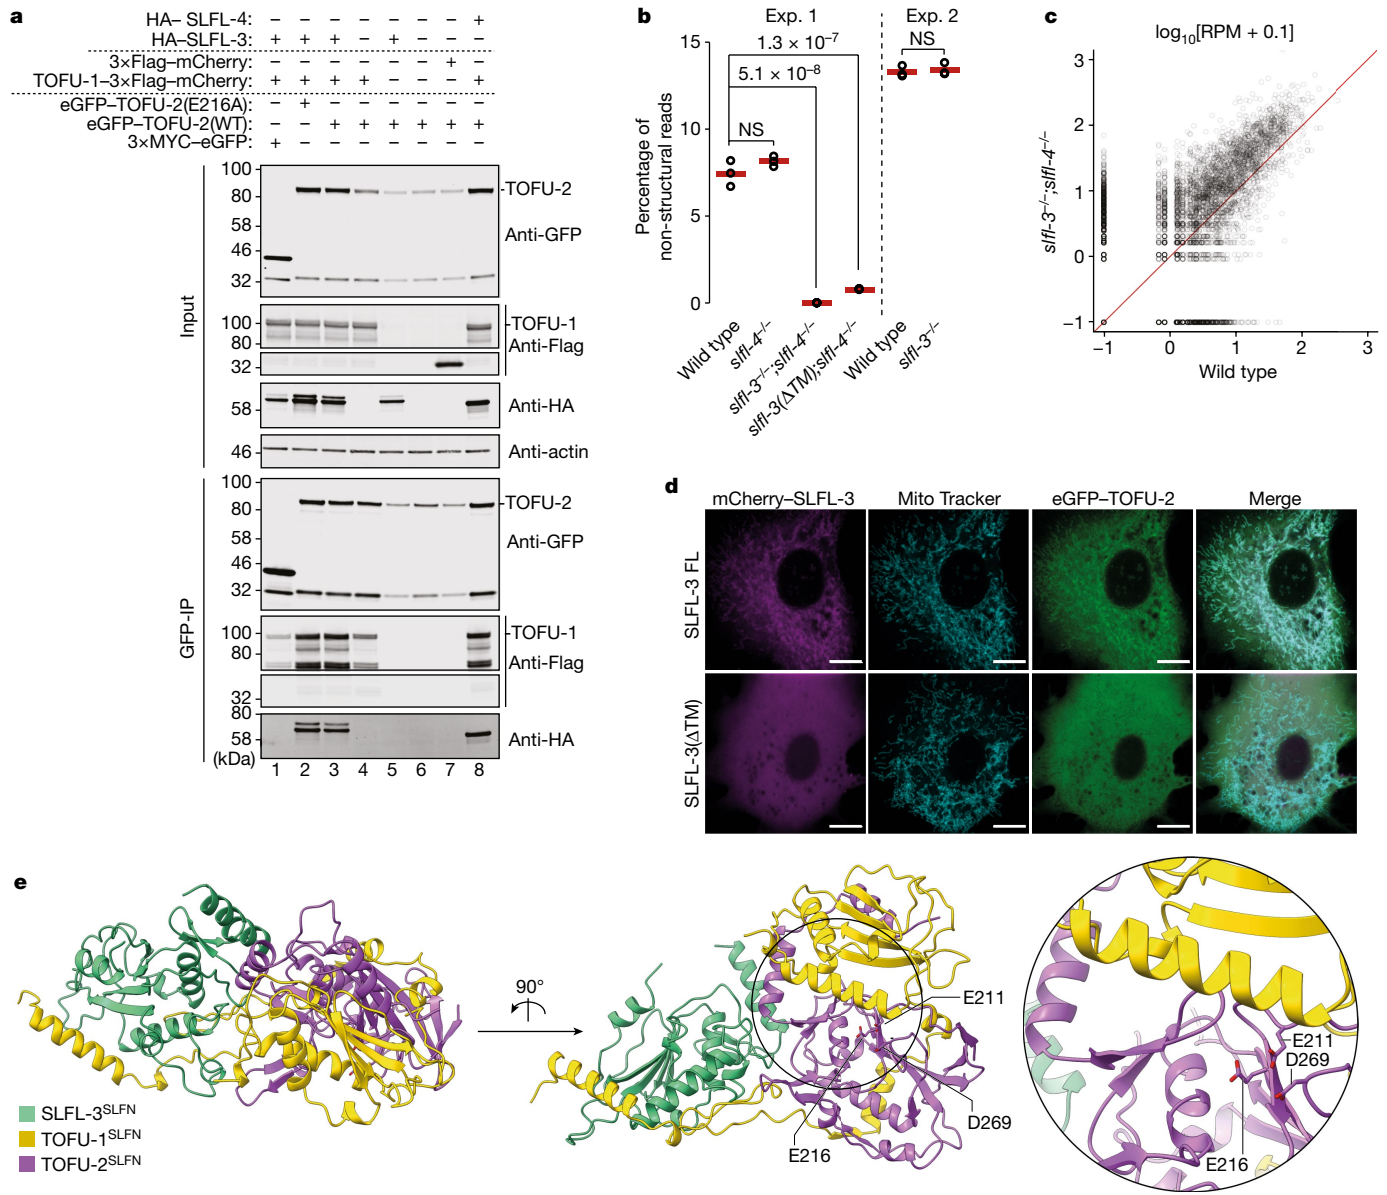 a
HA–SLFL-4: – – – – – – – +
HA–SLFL-3: + + + – + – – –
3×Flag–mCherry: – – – – – – + –
TOFU-1–3×Flag–mCherry: + + + + – – – +
eGFP–TOFU-2(E216A): – + – – – – – –
eGFP–TOFU-2(WT): – – + + + + + +
3×MYC–eGFP: + – – – – – – –
Input
100
80
58
46
32
TOFU-2
Anti-GFP
100
80
32
TOFU-1
Anti-Flag
58
Anti-HA
46
Anti-actin
GFP-IP
100
80
58
46
32
TOFU-2
Anti-GFP
100
80
32
TOFU-1
Anti-Flag
80
58
(kDa)
Anti-HA
1 2 3 4 5 6 7 8
b
Exp. 1
Exp. 2
1.3 × 10–7
5.1 × 10–8
NS
NS
Percentage of
non-structural reads
15
10
5
0
Wild type
slfl-4–/–
slfl-3–/–;slfl-4–/–
slfl-3(ΔTM);slfl-4–/–
Wild type
slfl-3–/–
c
log10[RPM + 0.1]
slfl-3–/–;slfl-4–/–
3
2
1
0
–1
–1 0 1 2 3
Wild type
d
mCherry–SLFL-3 Mito Tracker eGFP–TOFU-2 Merge
SLFL-3 FL
SLFL-3(ΔTM)
e
90°
E211
D269
E216
E211
D269
E216
SLFL-3SLFN
TOFU-1SLFN
TOFU-2SLFN